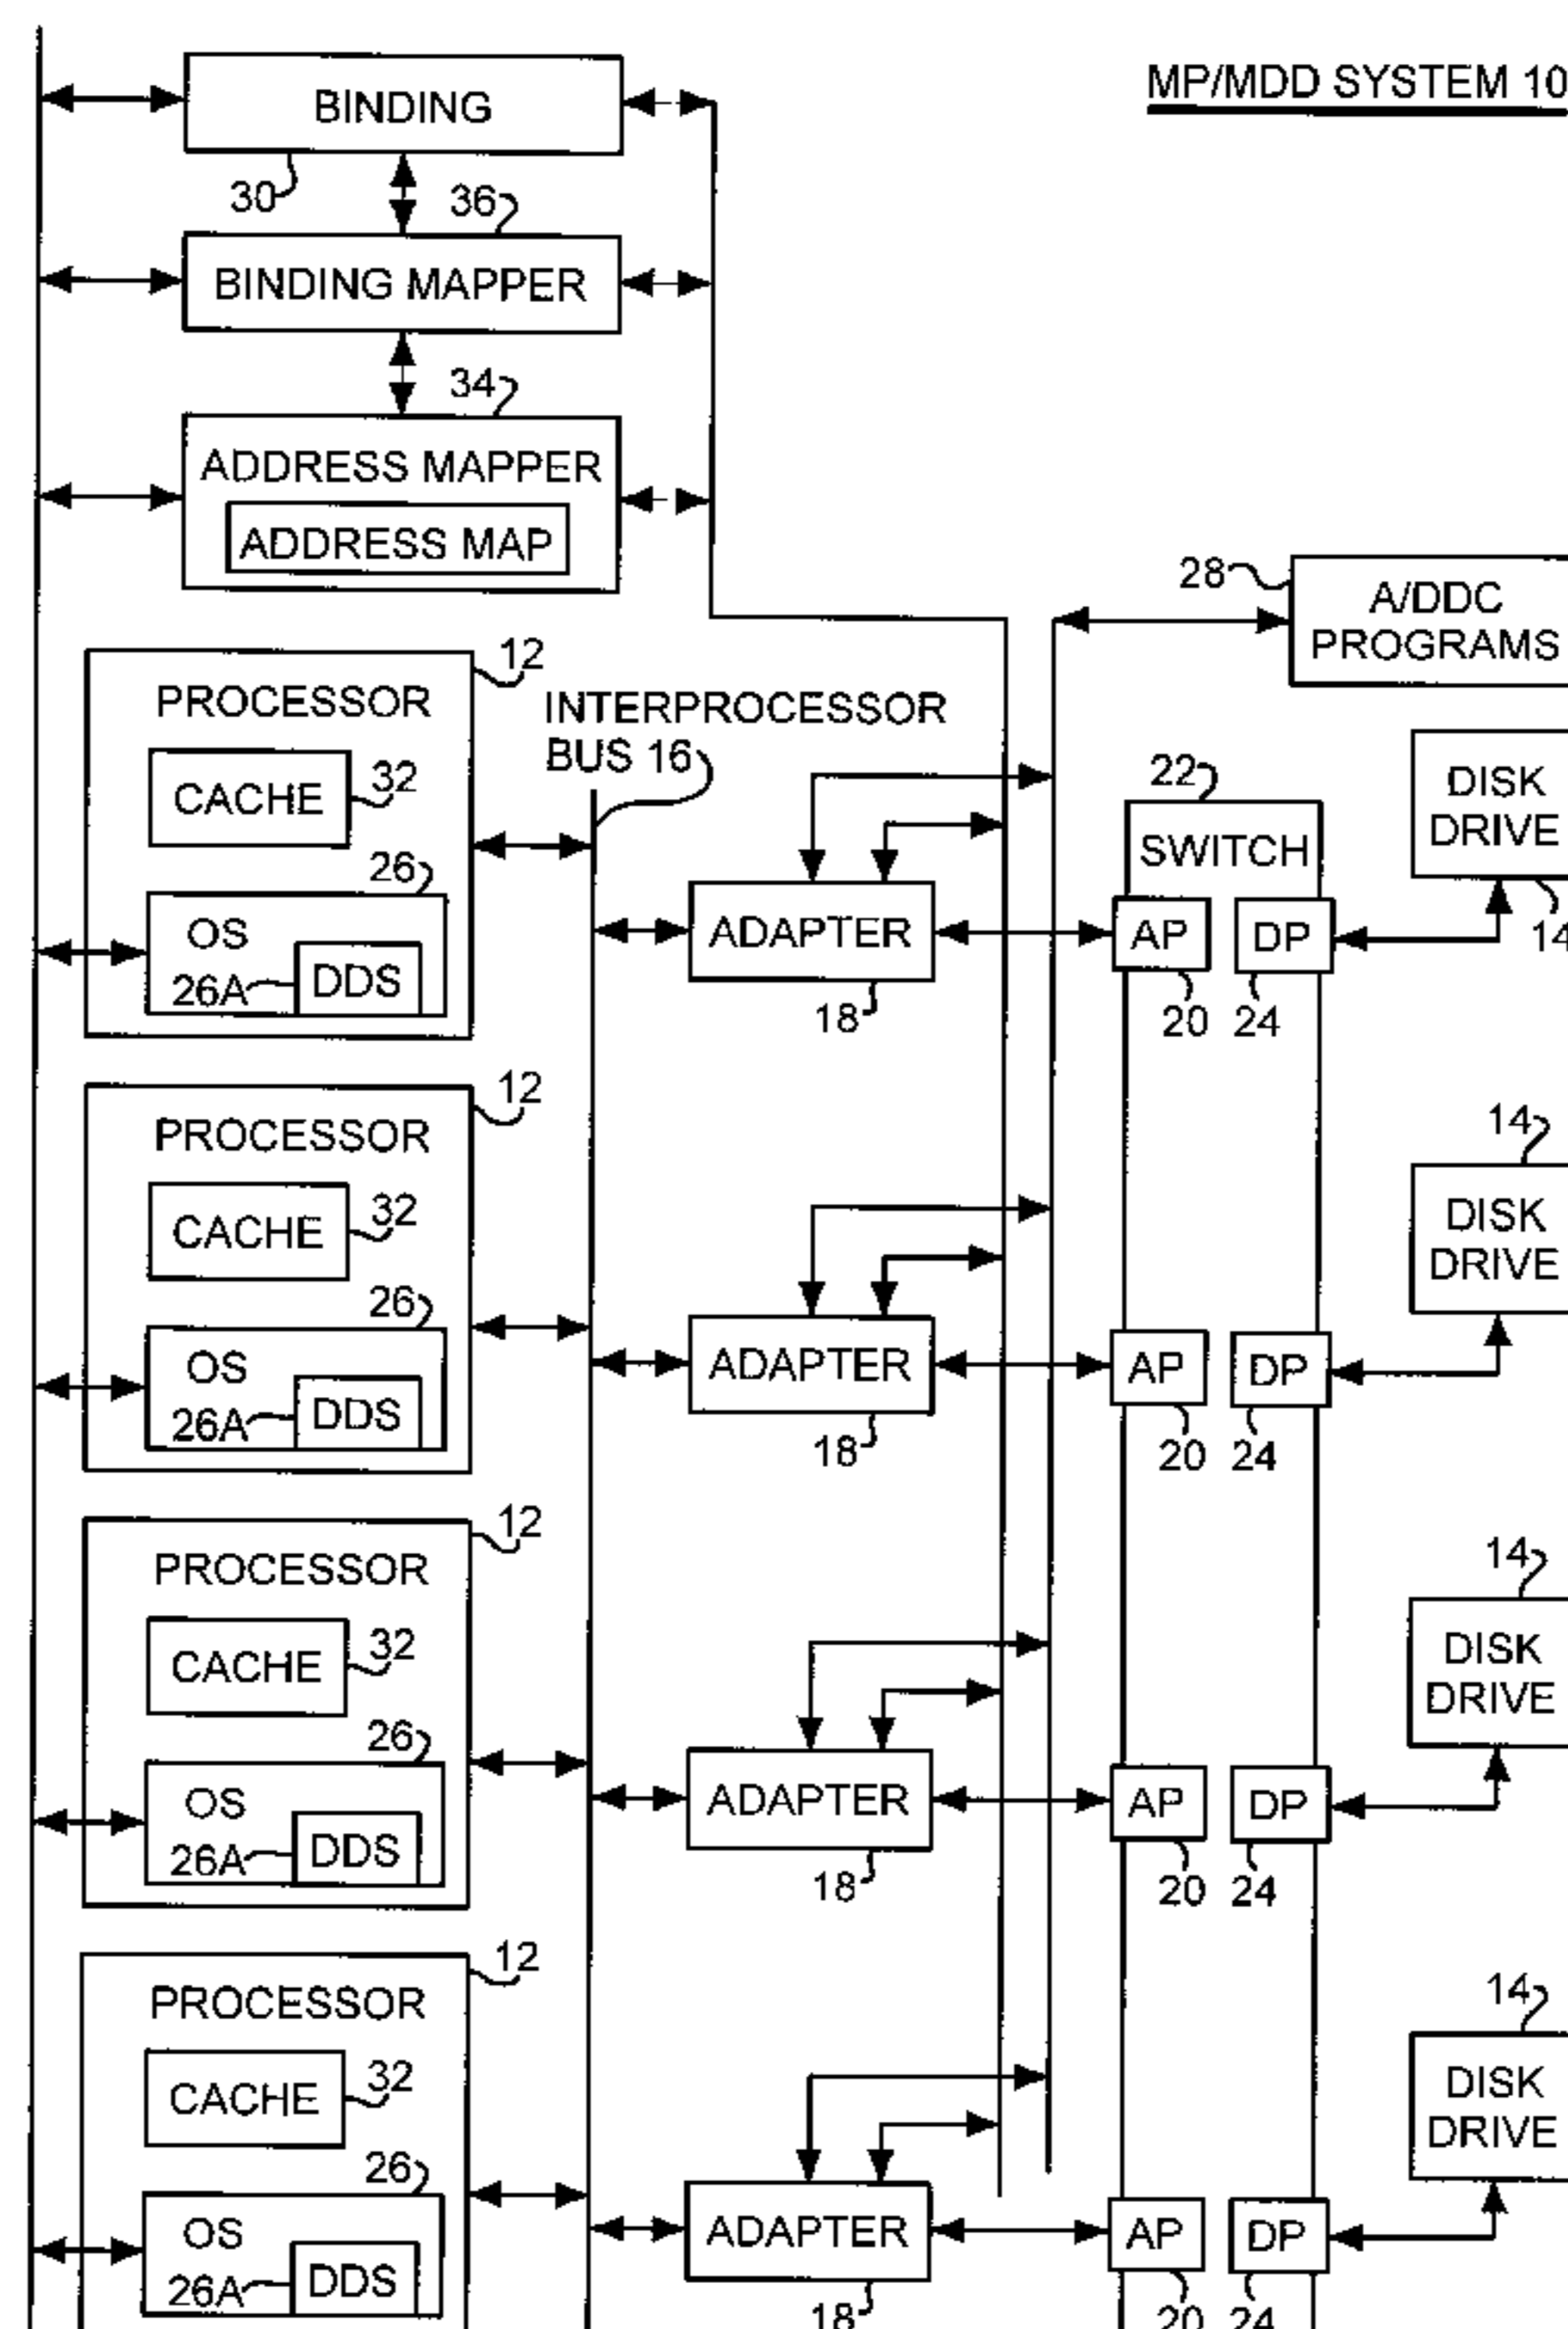 MP/MDD SYSTEM 10
BINDING
30
36
BINDING MAPPER
34
ADDRESS MAPPER
ADDRESS MAP
28
A/DDC
PROGRAMS
12
PROCESSOR
CACHE
32
26
OS
26A
DDS
INTERPROCESSOR
BUS 16
ADAPTER
18
22
SWITCH
AP
DP
20
24
DISK
DRIVE
14
12
PROCESSOR
CACHE
32
26
OS
26A
DDS
ADAPTER
18
AP
DP
20
24
14
DISK
DRIVE
12
PROCESSOR
CACHE
32
26
OS
26A
DDS
ADAPTER
18
AP
DP
20
24
14
DISK
DRIVE
12
PROCESSOR
CACHE
32
26
OS
26A
DDS
ADAPTER
18
AP
DP
20
24
14
DISK
DRIVE